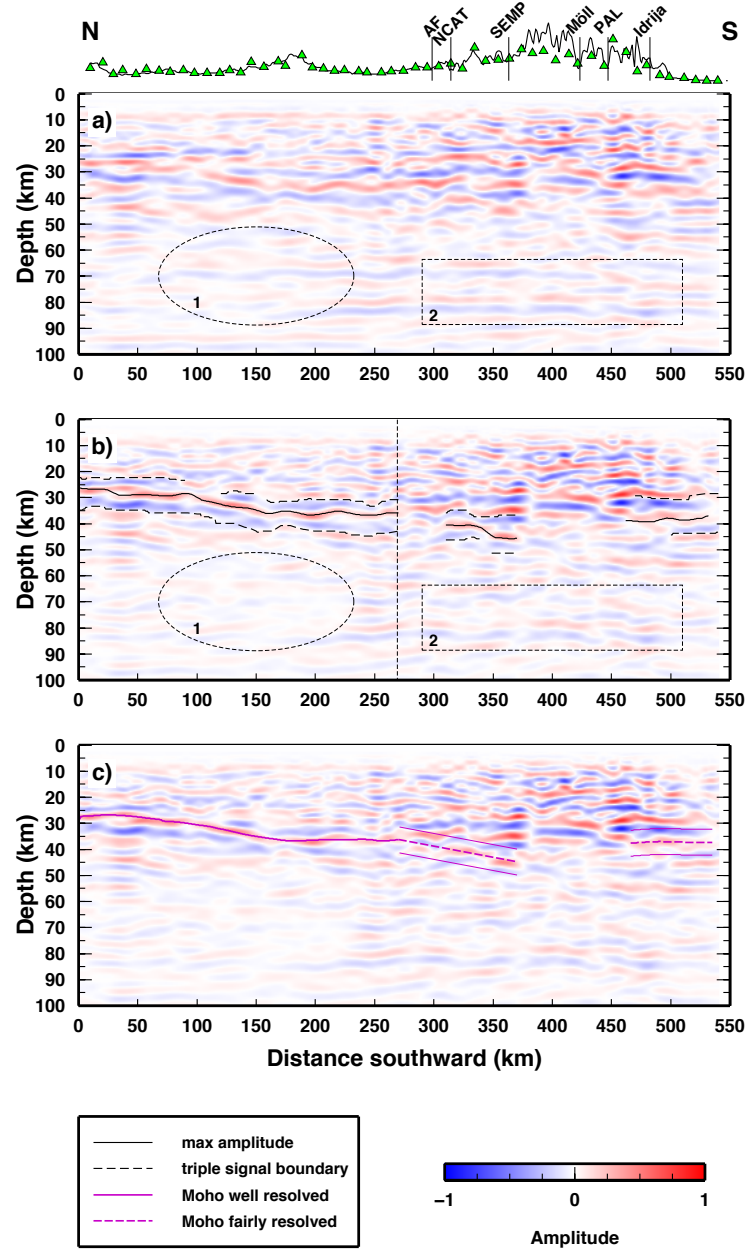 N
S
AF
NCAT
SEMP
Möll
PAL
Idrija
0
10
20
30
40
50
60
70
80
90
100
Depth (km)
a)
1
2
0 50 100 150 200 250 300 350 400 450 500 550
0
10
20
30
40
50
60
70
80
90
100
Depth (km)
b)
1
2
0 50 100 150 200 250 300 350 400 450 500 550
0
10
20
30
40
50
60
70
80
90
100
Depth (km)
c)
0 50 100 150 200 250 300 350 400 450 500 550
Distance southward (km)
max amplitude
triple signal boundary
Moho well resolved
Moho fairly resolved
−1 0 1
Amplitude